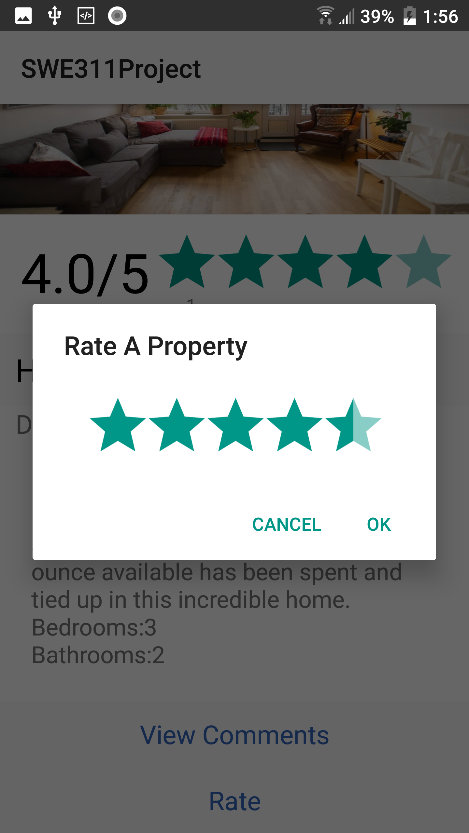 39% 1:56
SWE311Project
4.0/5
Rate A Property
CANCEL OK
ounce available has been spent and
tied up in this incredible home.
Bedrooms:3
Bathrooms:2
View Comments
Rate